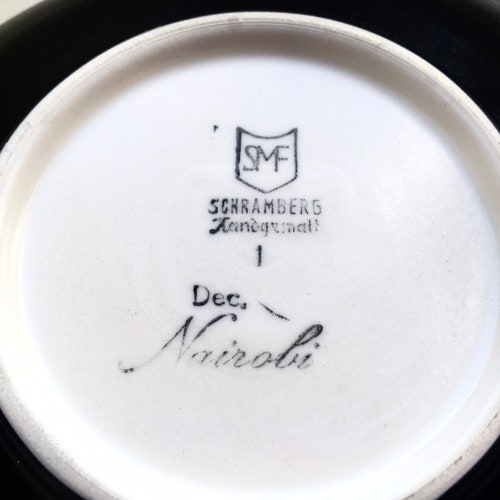 SMF
SCHRAMBERG
Handgemalt
1
Dec.
Nairobi